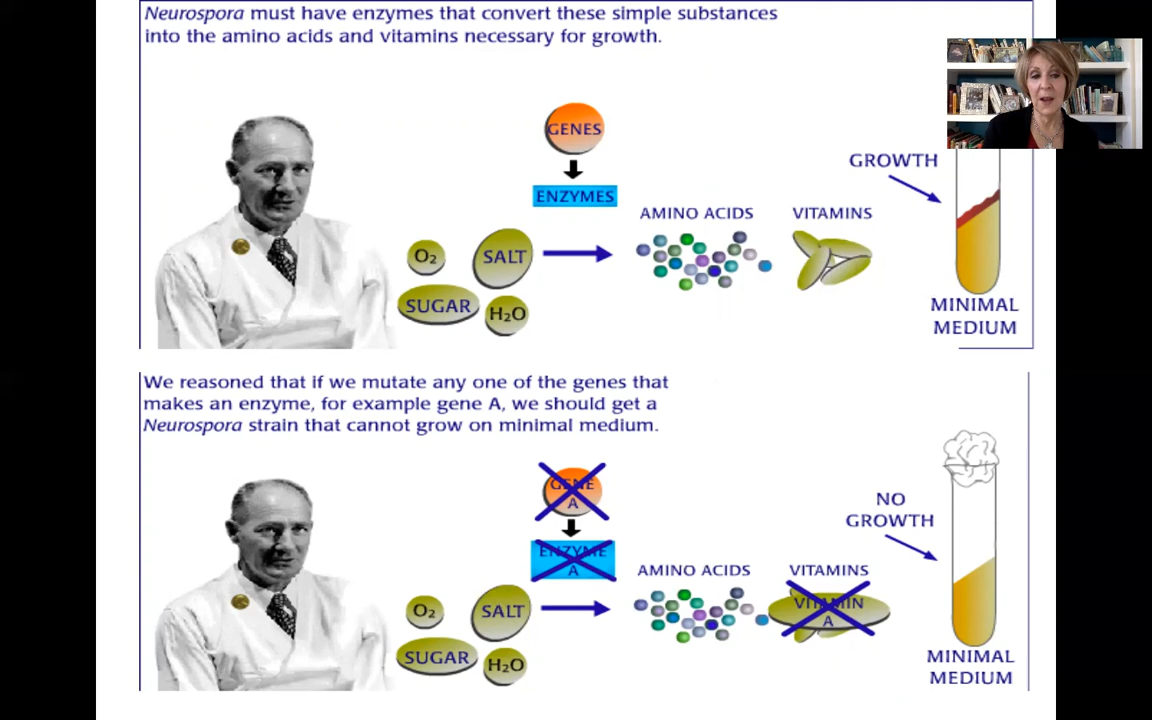 Neurospora must have enzymes that convert these simple substances
into the amino acids and vitamins necessary for growth.
GENES
ENZYMES
GROWTH
AMINO ACIDS
VITAMINS
O₂
SALT
SUGAR
H₂O
MINIMAL
MEDIUM
We reasoned that if we mutate any one of the genes that
makes an enzyme, for example gene A, we should get a
Neurospora strain that cannot grow on minimal medium.
GENE
A
ENZYME
A
NO
GROWTH
AMINO ACIDS
VITAMINS
VITAMIN
A
O₂
SALT
SUGAR
H₂O
MINIMAL
MEDIUM